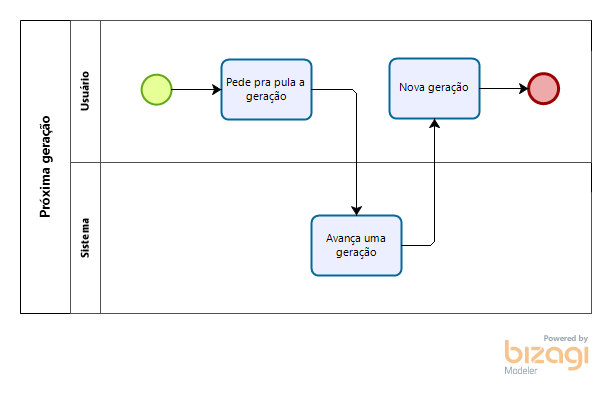 Próxima geração
Usuário
Pede pra pula a
geração
Nova geração
Sistema
Avança uma
geração
Powered by
bizagi
Modeler